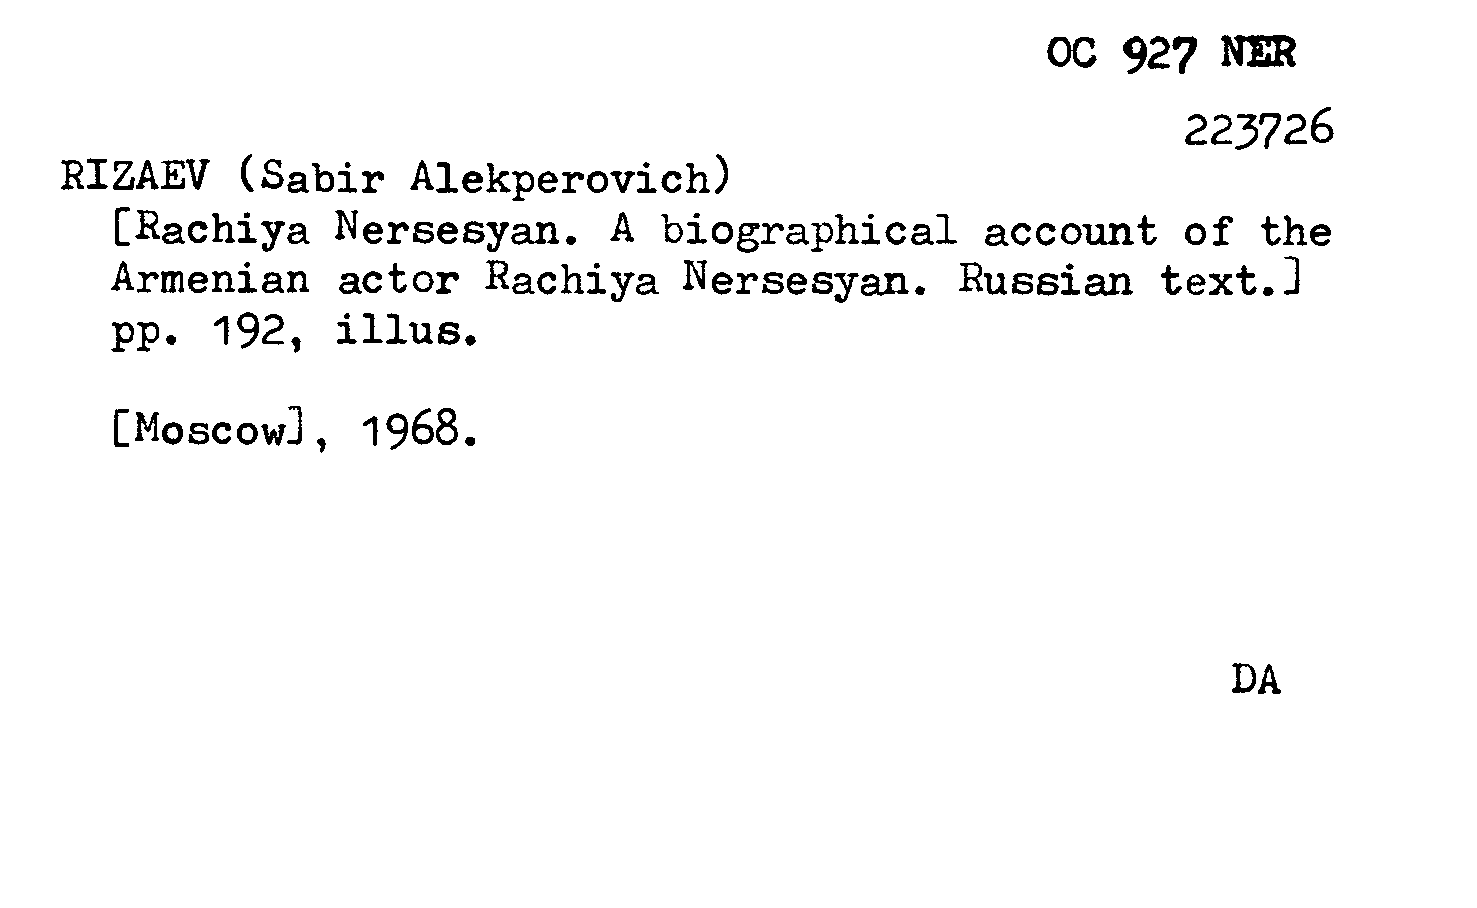 OC 927 NER
223726
RIZAEV (Sabir Alekperovich)
[Rachiya Nersesyan. A biographical account of the
Armenian actor Rachiya Nersesyan. Russian text.]
pp. 192, illus.
[Moscow], 1968.
DA